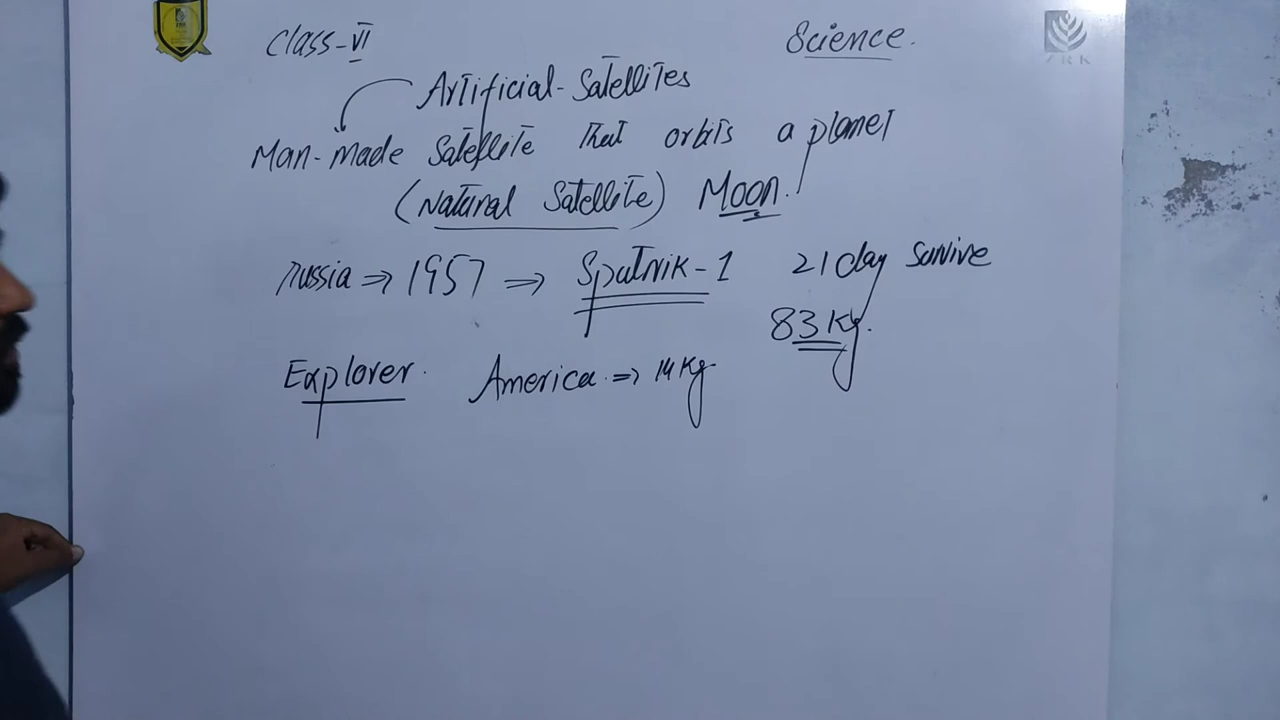 Class-VI Science.
Artificial-Satellites
Man-made Satellite That orbits a planet
(Natural Satellite) Moon.
Russia ⇒ 1957 ⇒ Sputnik-1 21 day Survive
83 Kg.
Explorer. America ⇒ 14 Kg.
ZRK